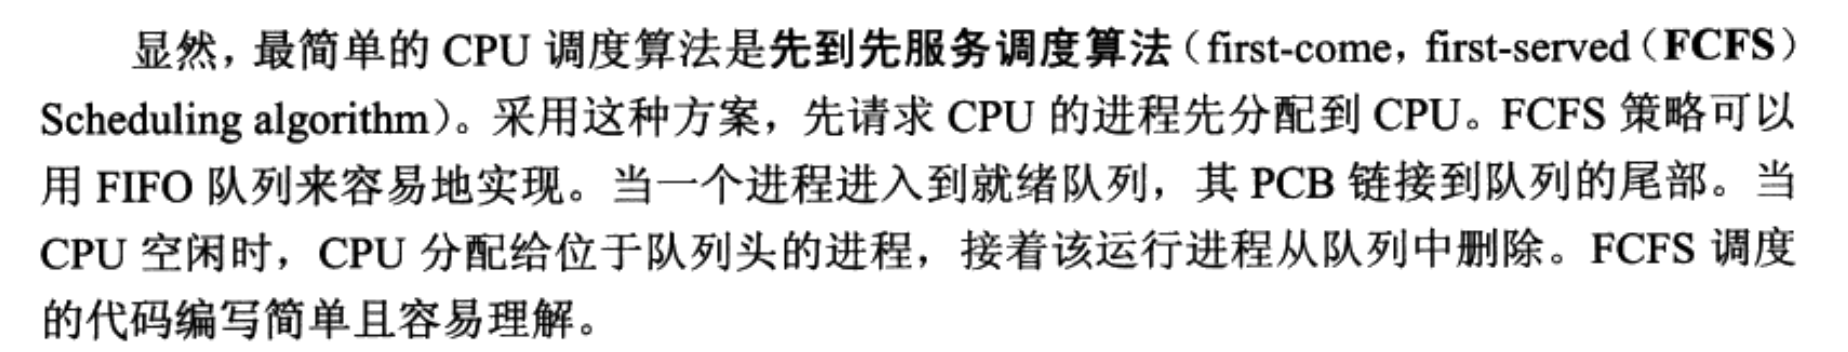 显然，最简单的 CPU 调度算法是先到先服务调度算法（first-come，first-served（FCFS）
Scheduling algorithm）。采用这种方案，先请求 CPU 的进程先分配到 CPU。FCFS 策略可以
用 FIFO 队列来容易地实现。当一个进程进入到就绪队列，其 PCB 链接到队列的尾部。当
CPU 空闲时，CPU 分配给位于队列头的进程，接着该运行进程从队列中删除。FCFS 调度
的代码编写简单且容易理解。